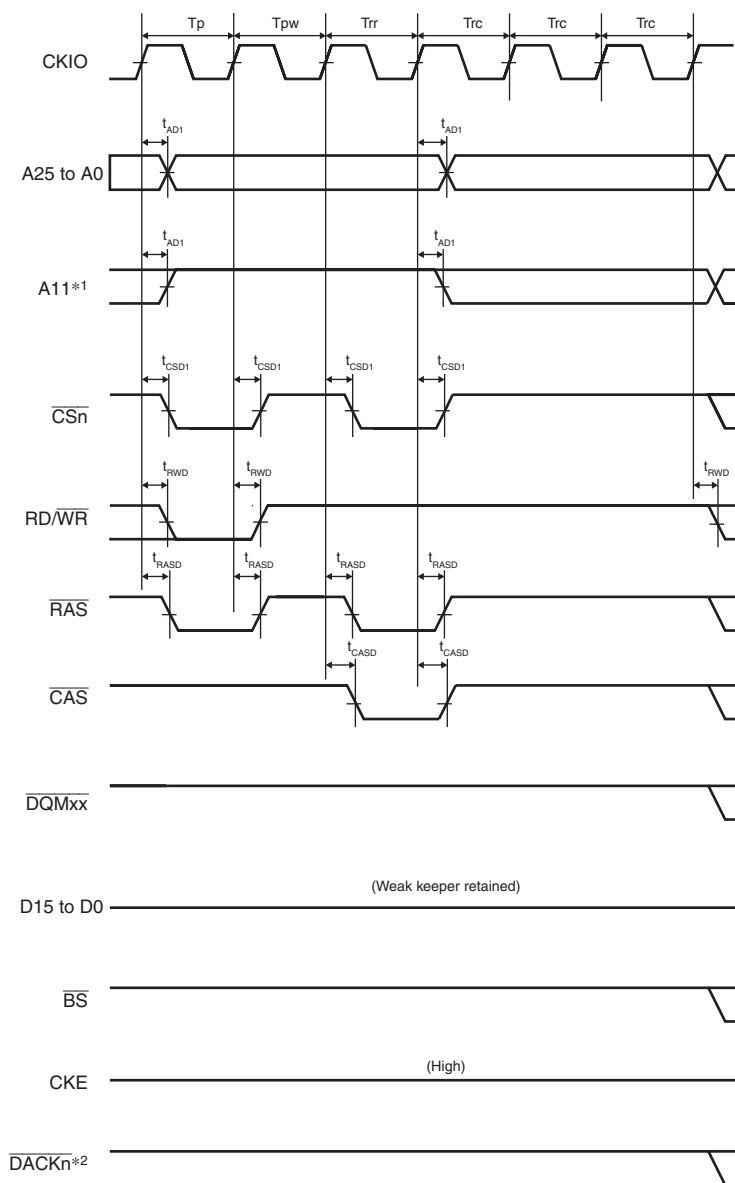 Tp Tpw Trr Trc Trc Trc
CKIO
tAD1 tAD1
A25 to A0
tAD1 tAD1
A11*1
tCSD1 tCSD1 tCSD1 tCSD1
CSn
tRWD tRWD tRWD
RD/WR
tRASD tRASD tRASD tRASD
RAS
tCASD tCASD
CAS
DQMxx
(Weak keeper retained)
D15 to D0
BS
(High)
CKE
DACKn*2